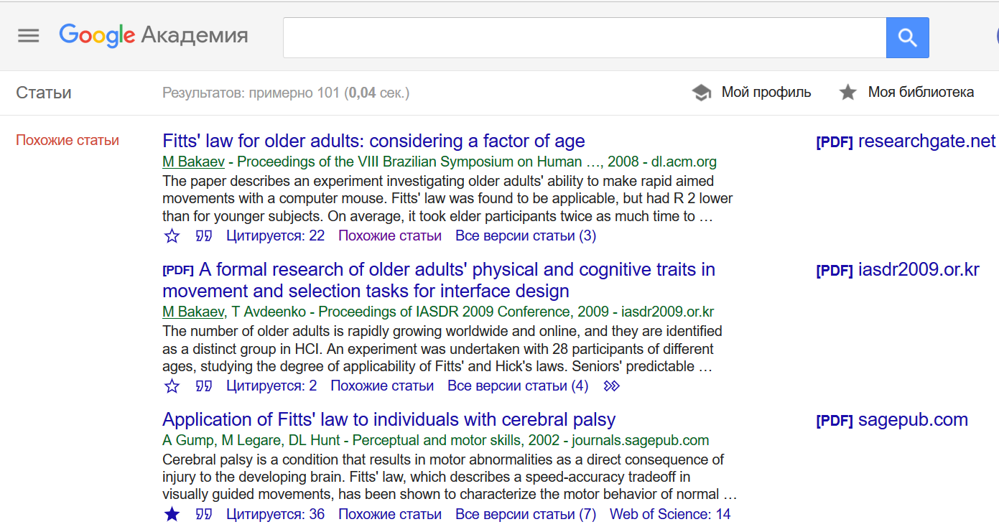 Google Академия
Статьи
Результатов: примерно 101 (0,04 сек.)
Мой профиль
Моя библиотека
Похожие статьи
Fitts' law for older adults: considering a factor of age
[PDF] researchgate.net
M Bakaev - Proceedings of the VIII Brazilian Symposium on Human …, 2008 - dl.acm.org
The paper describes an experiment investigating older adults' ability to make rapid aimed
movements with a computer mouse. Fitts' law was found to be applicable, but had R 2 lower
than for younger subjects. On average, it took elder participants twice as much time to …
Цитируется: 22 Похожие статьи Все версии статьи (3)
[PDF] A formal research of older adults' physical and cognitive traits in
movement and selection tasks for interface design
[PDF] iasdr2009.or.kr
M Bakaev, T Avdeenko - Proceedings of IASDR 2009 Conference, 2009 - iasdr2009.or.kr
The number of older adults is rapidly growing worldwide and online, and they are identified
as a distinct group in HCI. An experiment was undertaken with 28 participants of different
ages, studying the degree of applicability of Fitts' and Hick's laws. Seniors' predictable …
Цитируется: 2 Похожие статьи Все версии статьи (4)
Application of Fitts' law to individuals with cerebral palsy
[PDF] sagepub.com
A Gump, M Legare, DL Hunt - Perceptual and motor skills, 2002 - journals.sagepub.com
Cerebral palsy is a condition that results in motor abnormalities as a direct consequence of
injury to the developing brain. Fitts' law, which describes a speed-accuracy tradeoff in
visually guided movements, has been shown to characterize the motor behavior of normal …
Цитируется: 36 Похожие статьи Все версии статьи (7) Web of Science: 14